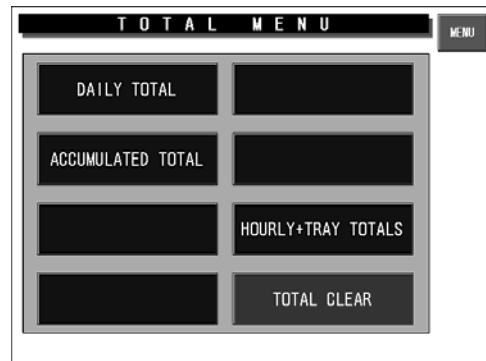 TOTAL MENU
MENU
DAILY TOTAL
ACCUMULATED TOTAL
HOURLY+TRAY TOTALS
TOTAL CLEAR